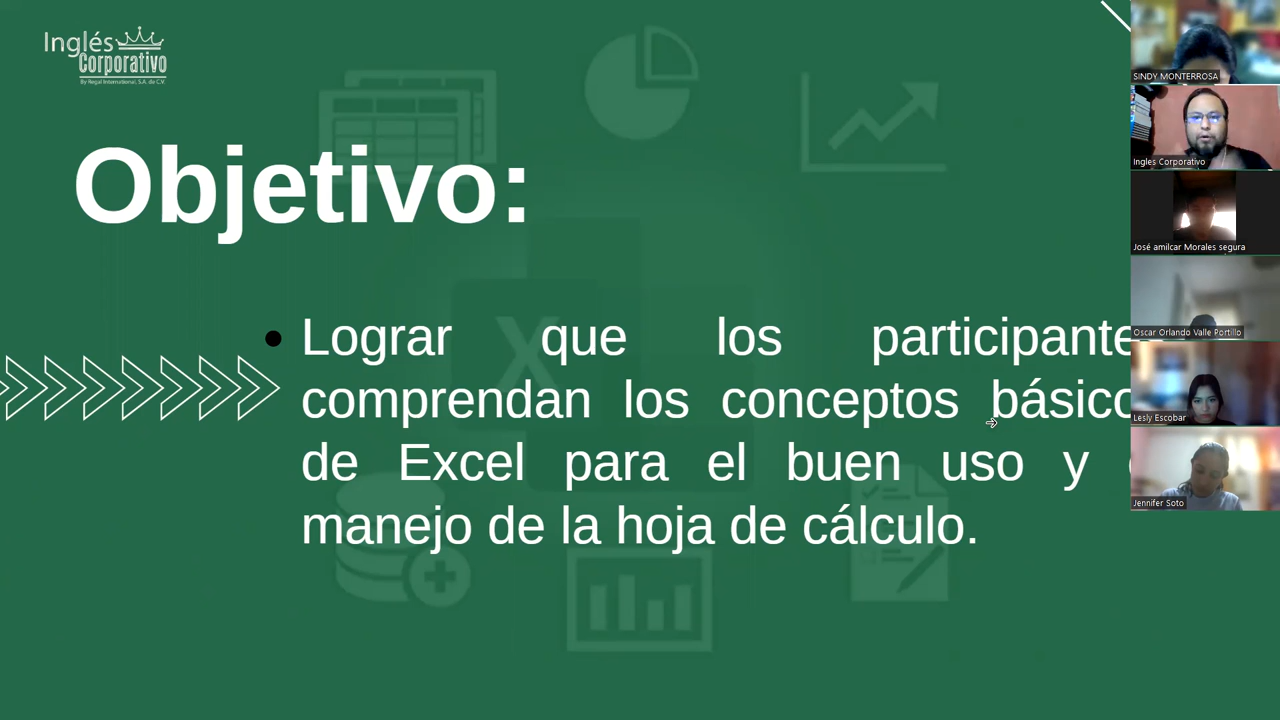 Inglés
Corporativo
By Regal International, S.A. de C.V.
Objetivo:
• Lograr que los participante
comprendan los conceptos básico
de Excel para el buen uso y
manejo de la hoja de cálculo.
SINDY MONTERROSA
Ingles Corporativo
José amilcar Morales segura
Oscar Orlando Valle Portillo
Lesly Escobar
Jennifer Soto